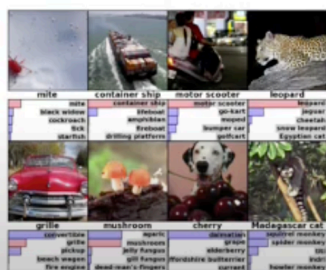 mite
container ship
motor scooter
leopard
mite
black widow
cockroach
tick
starfish
container ship
lifeboat
amphibian
fireboat
drilling platform
motor scooter
go-kart
moped
bumper car
golfcart
leopard
jaguar
cheetah
snow leopard
Egyptian cat
grille
mushroom
cherry
Madagascar cat
convertible
grille
pickup
beach wagon
fire engine
agaric
mushroom
jelly fungus
gill fungus
dead-man's-fingers
dalmatian
grape
elderberry
ffordshire bullterrier
currant
squirrel monkey
spider monkey
titi
indri
howler monkey